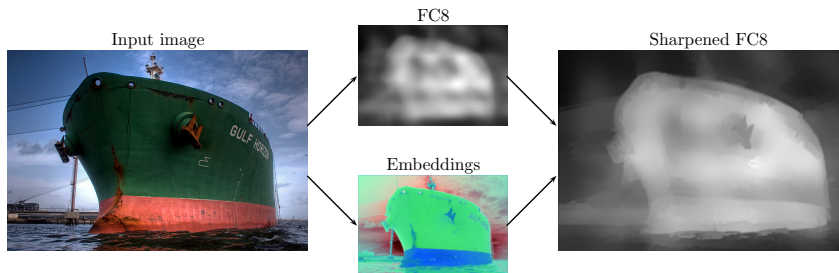 Input image
FC8
Sharpened FC8
GULF HORIZON
Embeddings